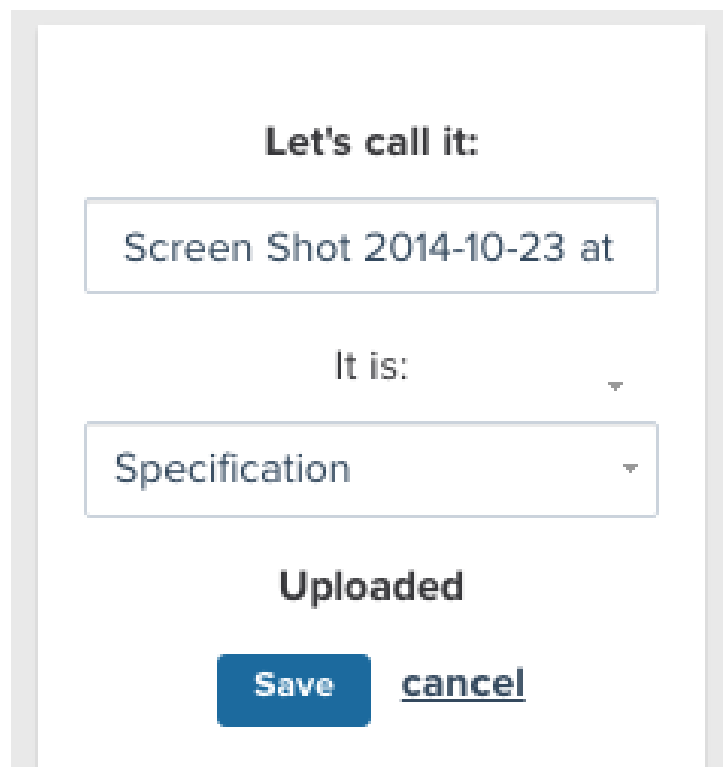 Let's call it:
Screen Shot 2014-10-23 at
It is:
Specification
Uploaded
Save cancel